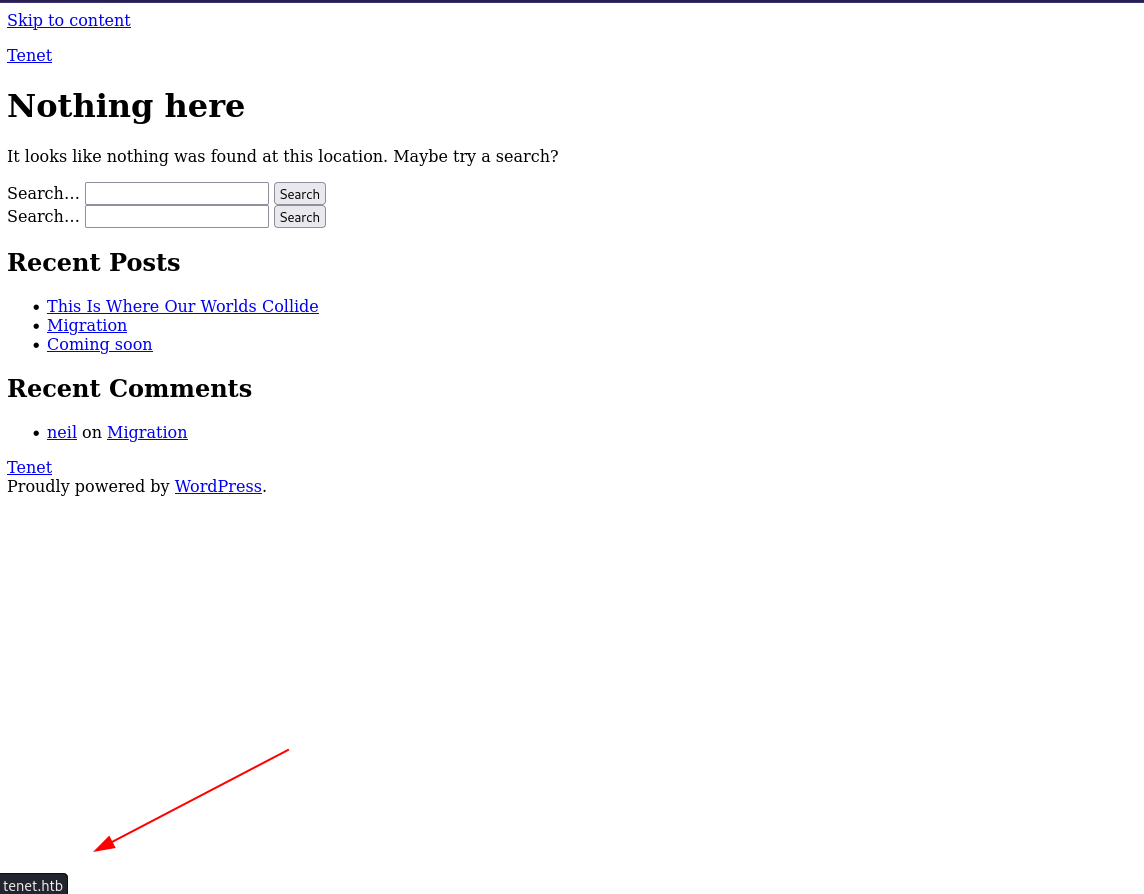 Skip to content
Tenet
Nothing here
It looks like nothing was found at this location. Maybe try a search?
Search… Search
Search… Search
Recent Posts
This Is Where Our Worlds Collide
Migration
Coming soon
Recent Comments
neil on Migration
Tenet
Proudly powered by WordPress.
tenet.htb